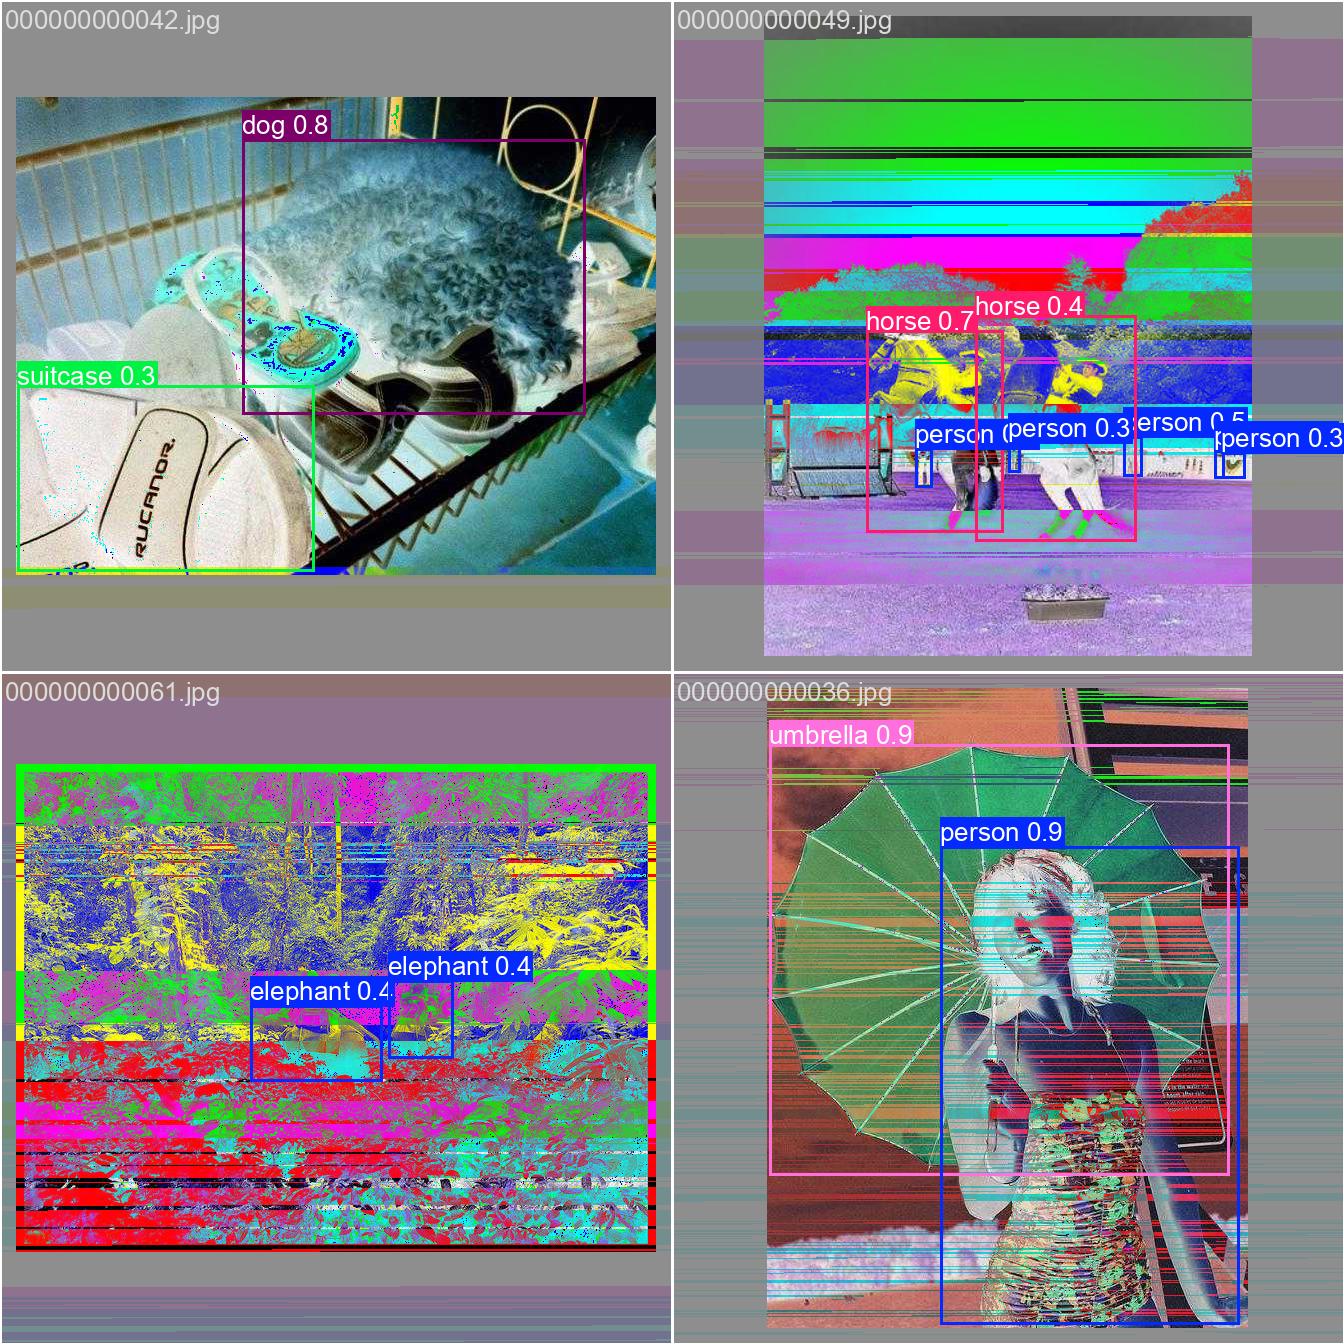 000000000042.jpg
dog 0.8
suitcase 0.3
RUCANOR.
000000000049.jpg
horse 0.7
horse 0.4
person
person 0.3
erson 0.5
person 0.3
000000000061.jpg
elephant 0.4
elephant 0.4
000000000036.jpg
umbrella 0.9
person 0.9